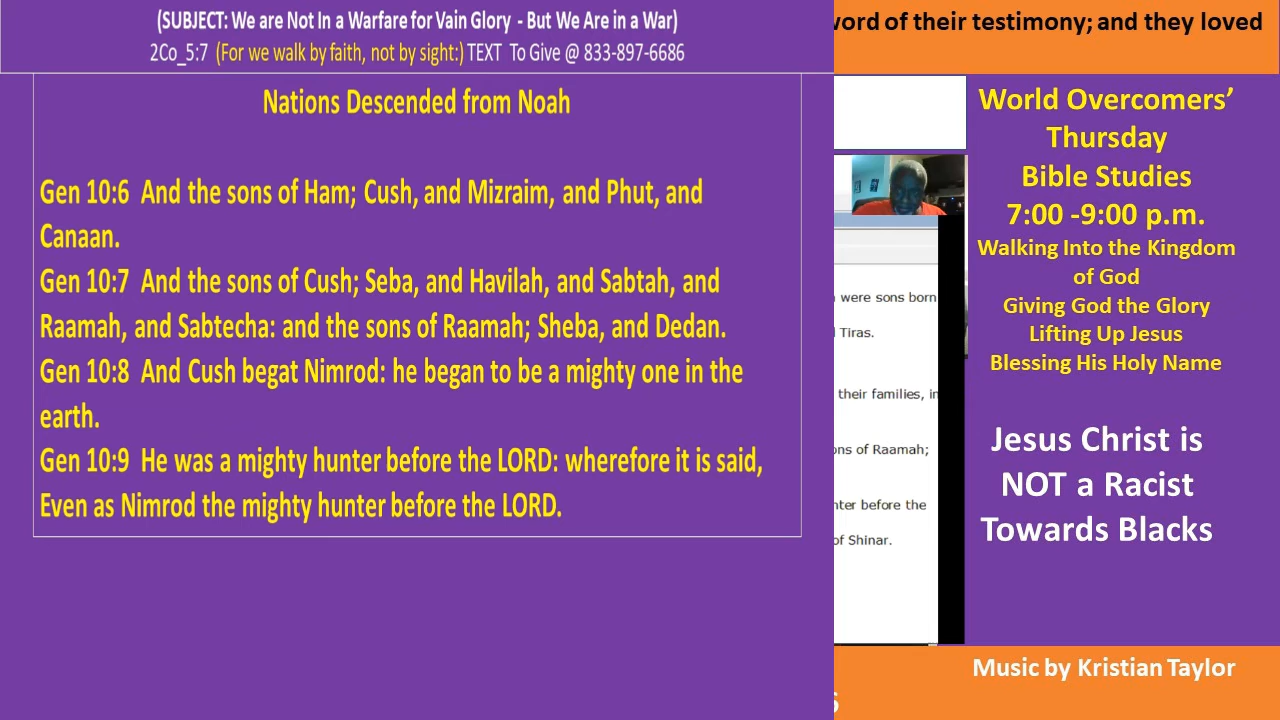 (SUBJECT: We are Not In a Warfare for Vain Glory - But We Are in a War)
2Co_5:7 (For we walk by faith, not by sight:) TEXT To Give @ 833-897-6686
Nations Descended from Noah
Gen 10:6 And the sons of Ham; Cush, and Mizraim, and Phut, and
Canaan.
Gen 10:7 And the sons of Cush; Seba, and Havilah, and Sabtah, and
Raamah, and Sabtecha: and the sons of Raamah; Sheba, and Dedan.
Gen 10:8 And Cush begat Nimrod: he began to be a mighty one in the
earth.
Gen 10:9 He was a mighty hunter before the LORD: wherefore it is said,
Even as Nimrod the mighty hunter before the LORD.
of their testimony; and they loved
were sons born
Tiras.
their families, in
of Raamah;
before the
of Shinar.
World Overcomers’
Thursday
Bible Studies
7:00 -9:00 p.m.
Walking Into the Kingdom
of God
Giving God the Glory
Lifting Up Jesus
Blessing His Holy Name
Jesus Christ is
NOT a Racist
Towards Blacks
Music by Kristian Taylor